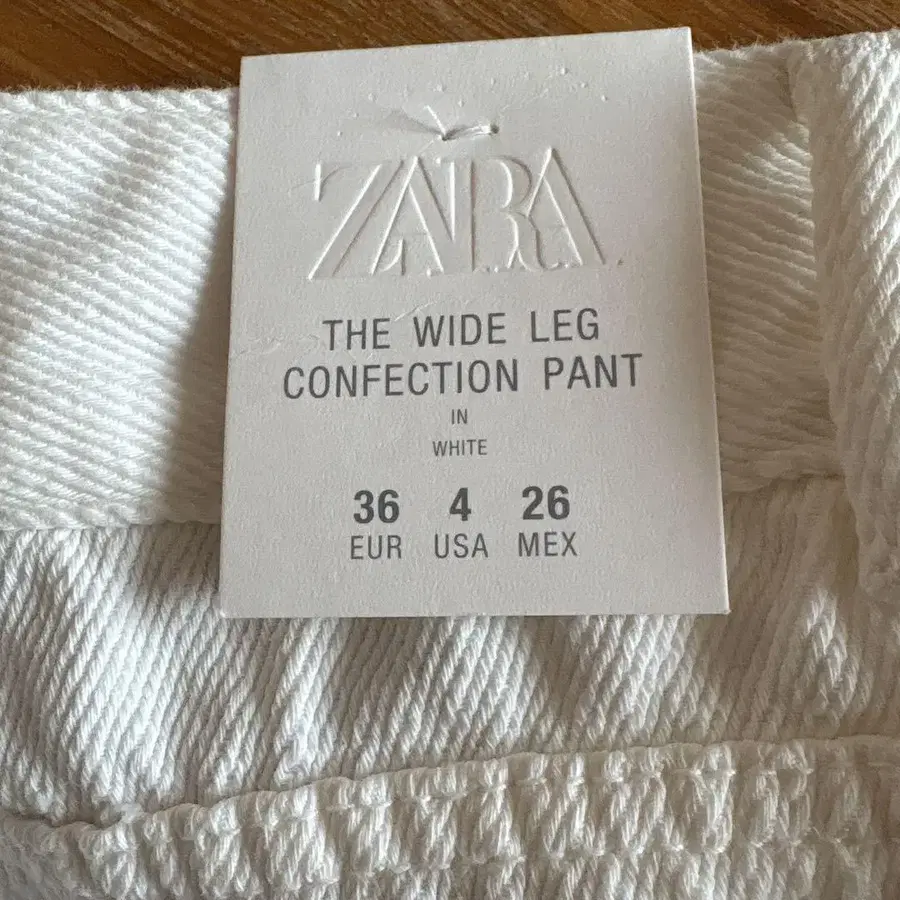 ZARA
THE WIDE LEG
CONFECTION PANT
IN
WHITE
36 4 26
EUR USA MEX